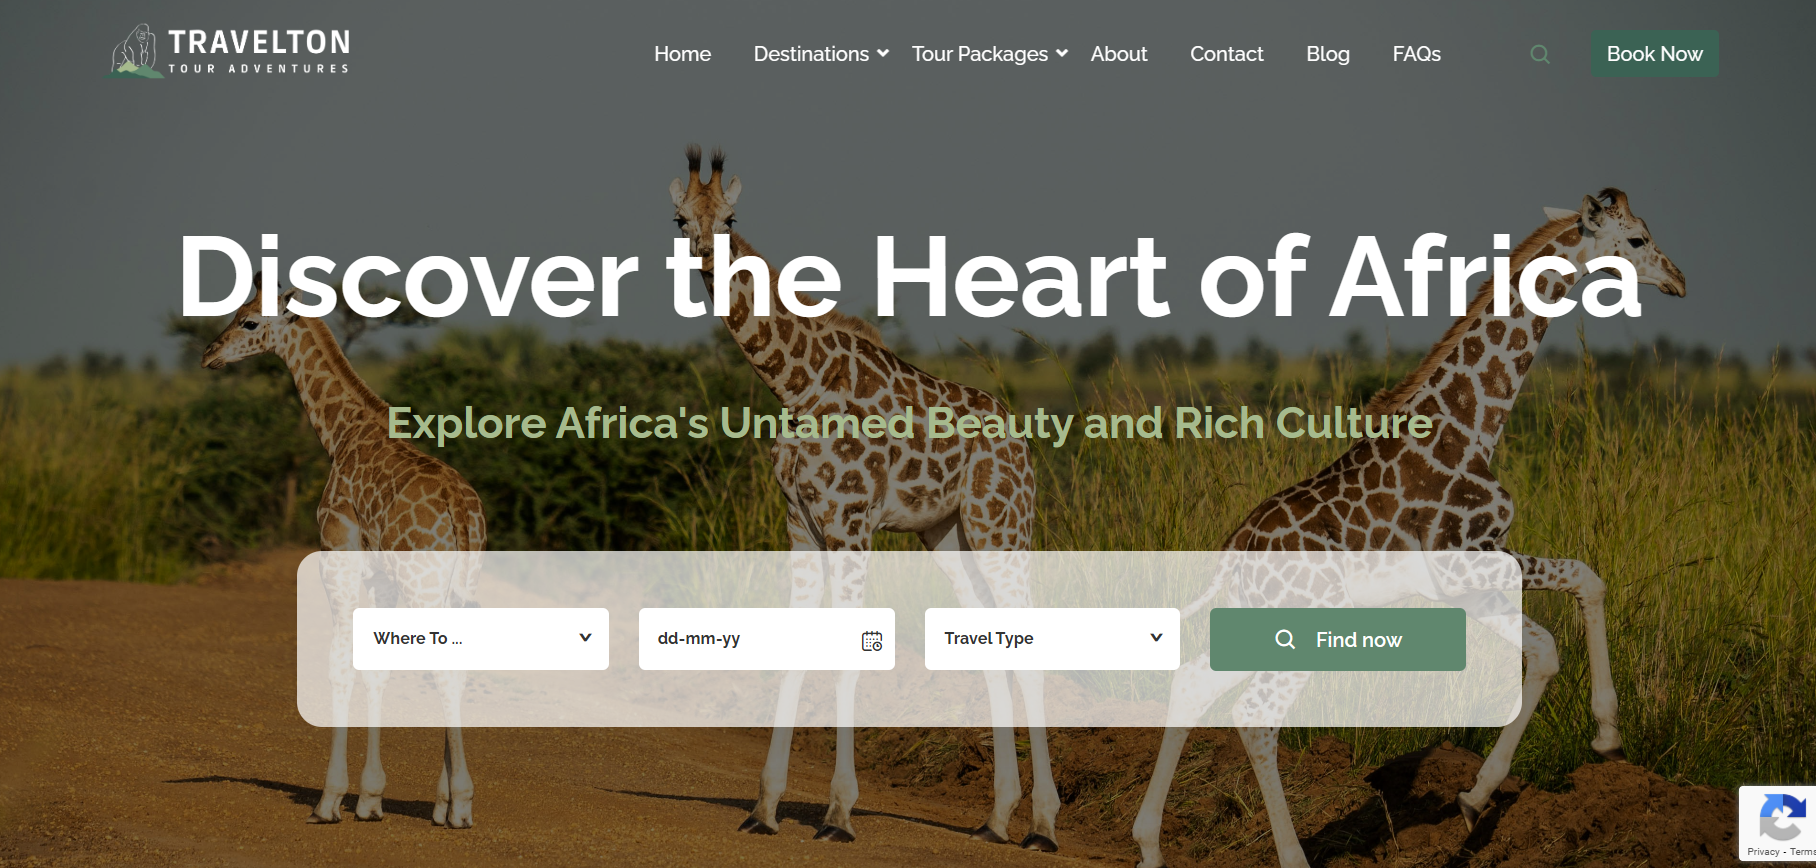 TRAVELTON
TOUR ADVENTURES
Home Destinations Tour Packages About Contact Blog FAQs Book Now
Discover the Heart of Africa
Explore Africa's Untamed Beauty and Rich Culture
Where To ... dd-mm-yy Travel Type Find now
Privacy - Terms